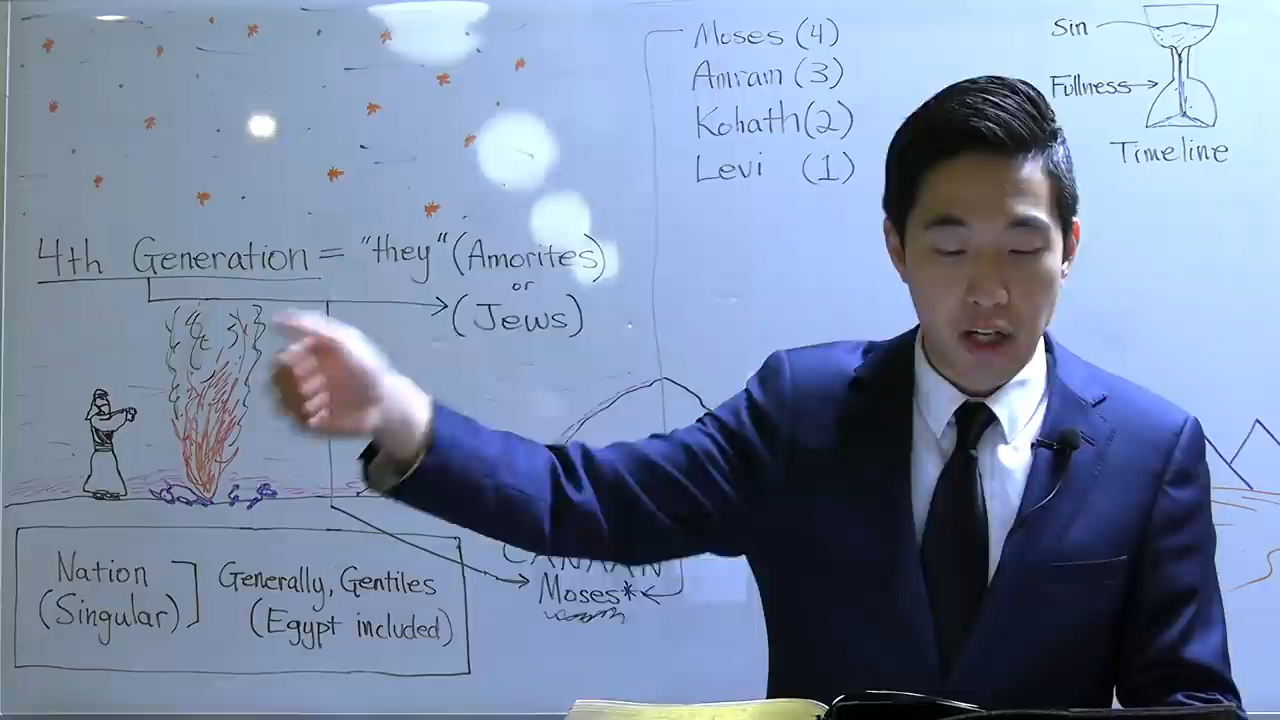 Moses (4)
Amram (3)
Kohath (2)
Levi (1)
Sin
Fullness
Timeline
4th Generation = "they" (Amorites)
or
(Jews)
Nation
(Singular)
Generally, Gentiles
(Egypt included)
CANAAN
Moses*